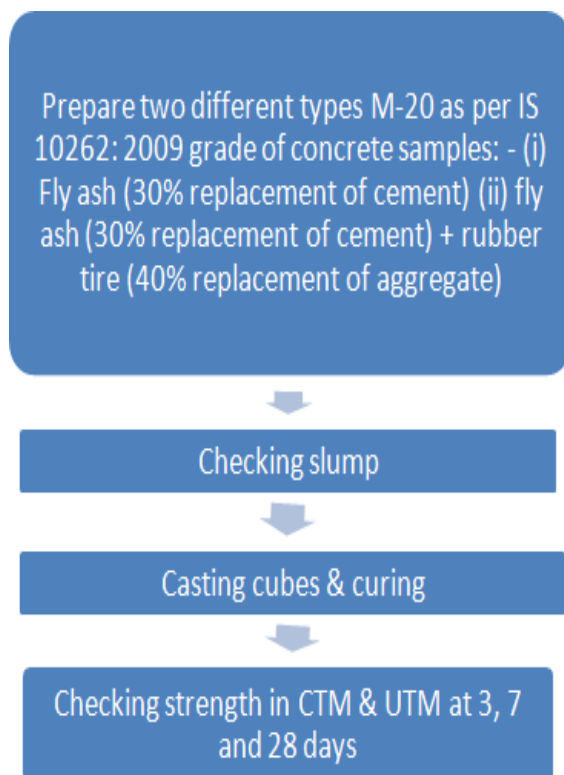 Prepare two different types M-20 as per IS
10262: 2009 grade of concrete samples: - (i)
Fly ash (30% replacement of cement) (ii) fly
ash (30% replacement of cement) + rubber
tire (40% replacement of aggregate)
Checking slump
Casting cubes & curing
Checking strength in CTM & UTM at 3, 7
and 28 days